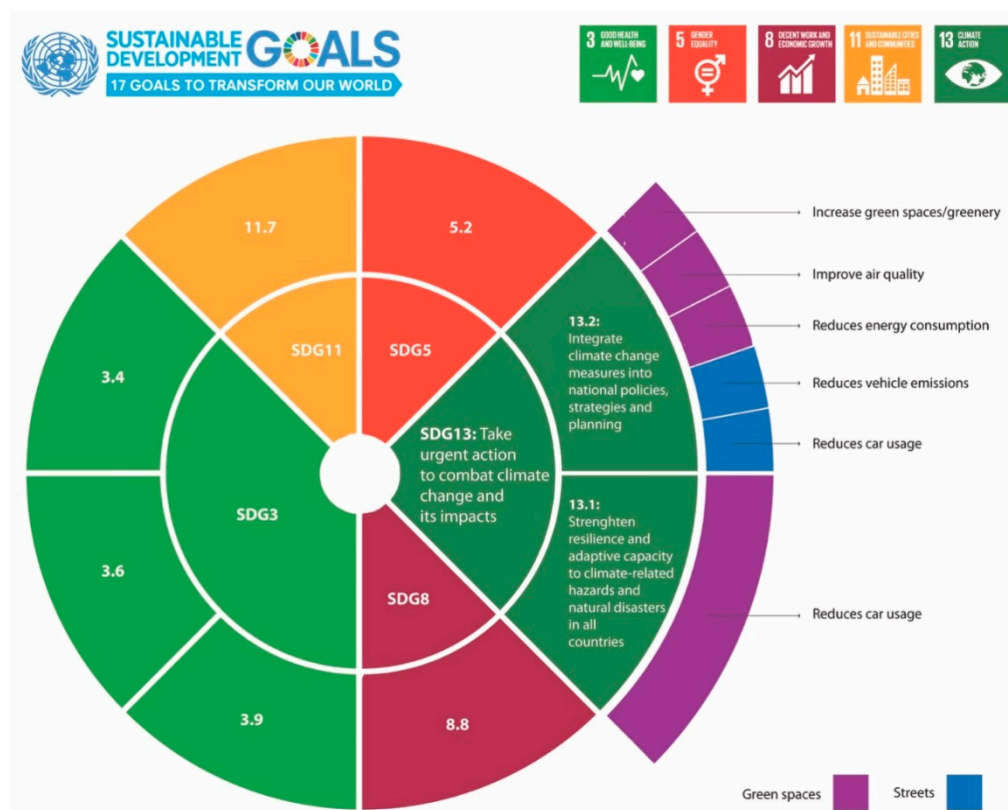 SUSTAINABLE
DEVELOPMENT
GOALS
17 GOALS TO TRANSFORM OUR WORLD
3 GOOD HEALTH
AND WELL-BEING
5 GENDER
EQUALITY
8 DECENT WORK AND
ECONOMIC GROWTH
11 SUSTAINABLE CITIES
AND COMMUNITIES
13 CLIMATE
ACTION
11.7
5.2
3.4
3.6
3.9
8.8
SDG11
SDG5
SDG3
SDG8
SDG13: Take
urgent action
to combat climate
change and
its impacts
13.2:
Integrate
climate change
measures into
national policies,
strategies and
planning
13.1:
Strenghten
resilience and
adaptive capacity
to climate-related
hazards and
natural disasters
in all
countries
Increase green spaces/greenery
Improve air quality
Reduces energy consumption
Reduces vehicle emissions
Reduces car usage
Reduces car usage
Green spaces
Streets